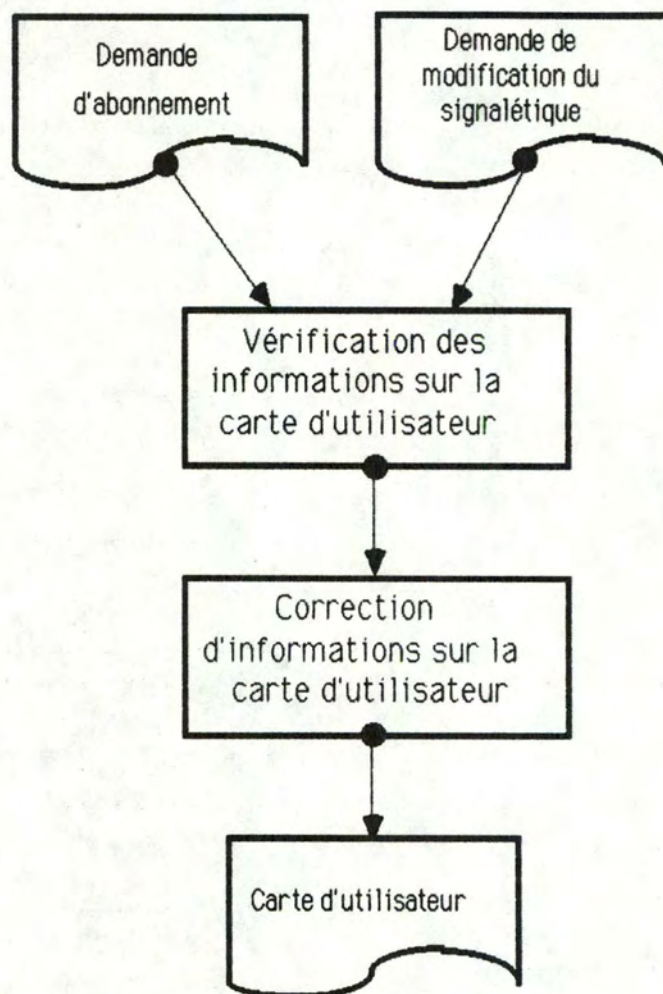 Demande
d'abonnement
Demande de
modification du
signalétique
Vérification des
informations sur la
carte d'utilisateur
Correction
d'informations sur la
carte d'utilisateur
Carte d'utilisateur